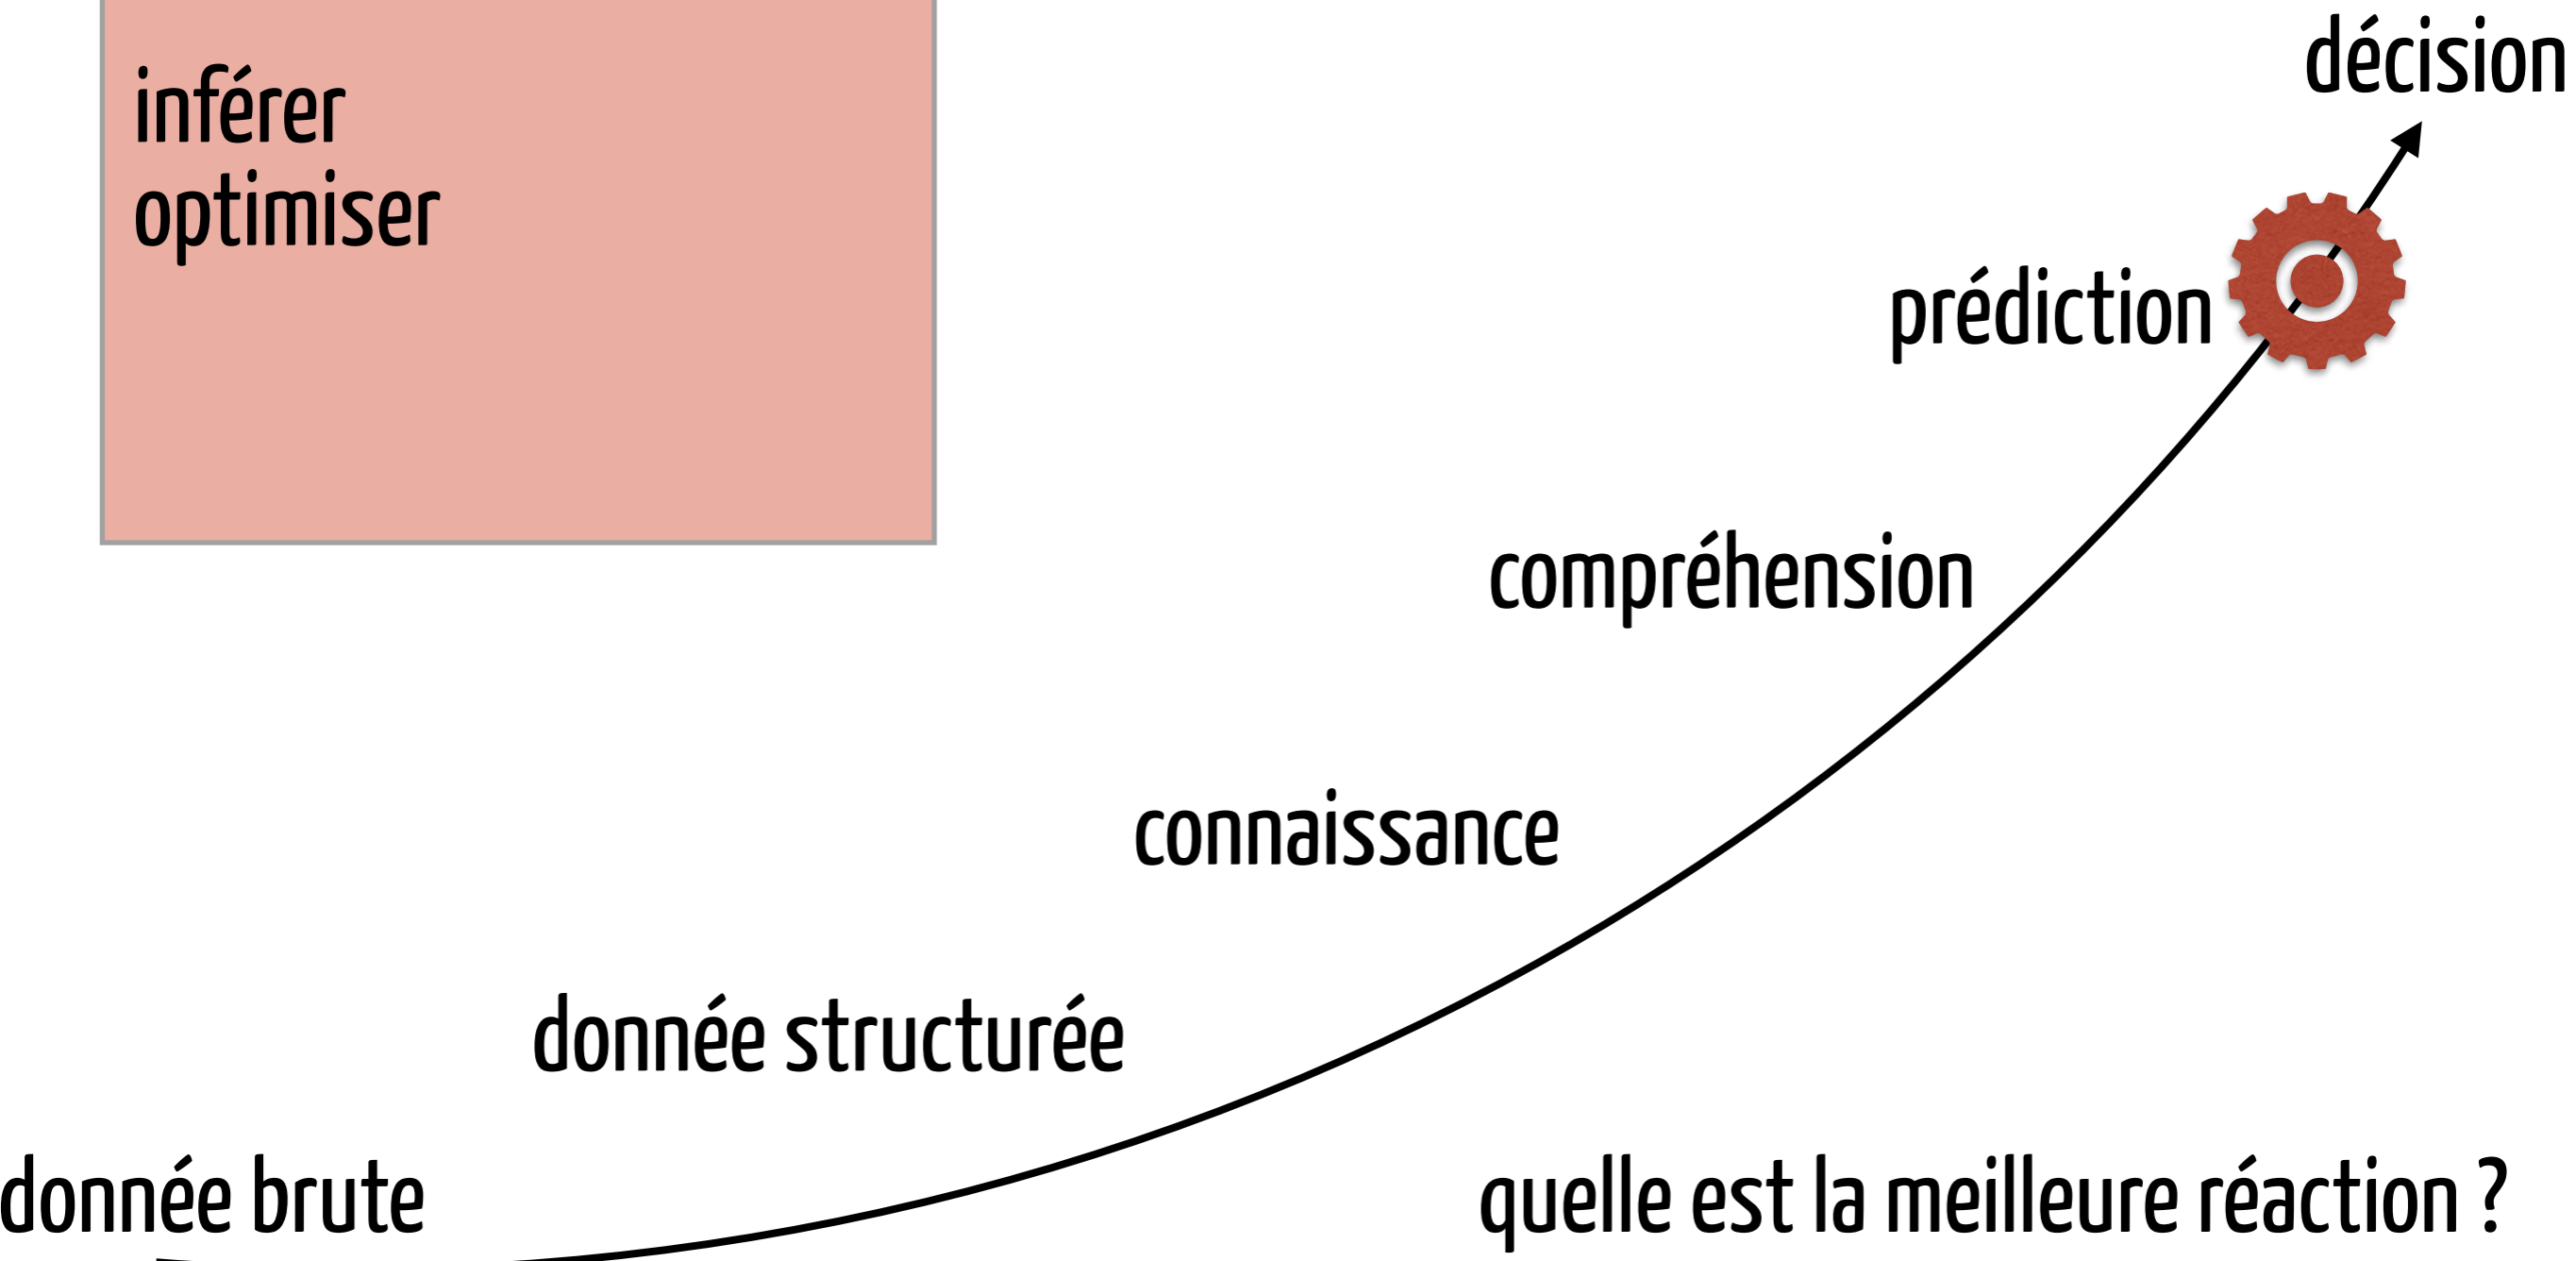 inférer
optimiser
décision
prédiction
compréhension
connaissance
donnée structurée
donnée brute
quelle est la meilleure réaction ?